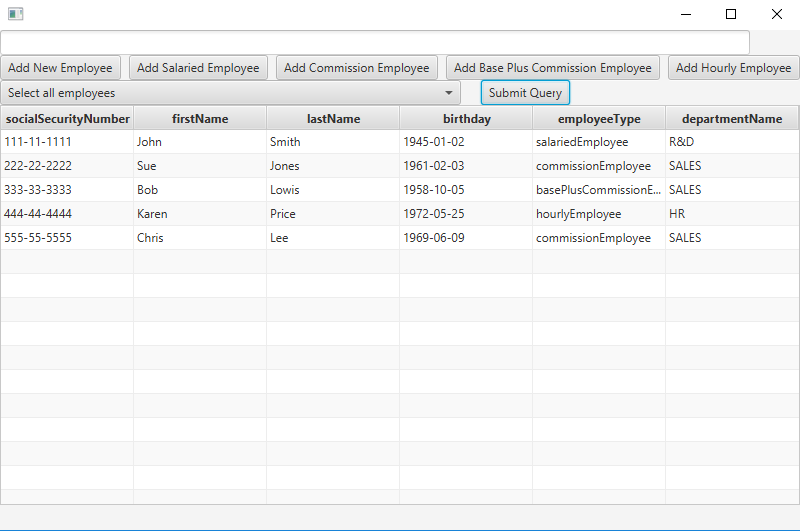 Add New Employee Add Salaried Employee Add Commission Employee Add Base Plus Commission Employee Add Hourly Employee
Select all employees Submit Query
socialSecurityNumber firstName lastName birthday employeeType departmentName
111-11-1111 John Smith 1945-01-02 salariedEmployee R&D
222-22-2222 Sue Jones 1961-02-03 commissionEmployee SALES
333-33-3333 Bob Lowis 1958-10-05 basePlusCommissionE... SALES
444-44-4444 Karen Price 1972-05-25 hourlyEmployee HR
555-55-5555 Chris Lee 1969-06-09 commissionEmployee SALES